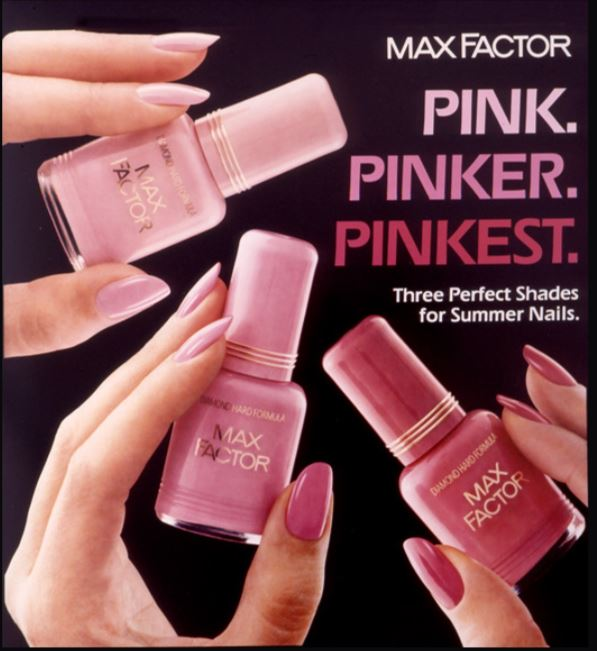 MAX FACTOR
PINK.
PINKER.
PINKEST.
Three Perfect Shades
for Summer Nails.
DIAMOND HARD FORMULA
MAX
FACTOR
DIAMOND HARD FORMULA
MAX
FACTOR
DIAMOND HARD FORMULA
MAX
FACTOR